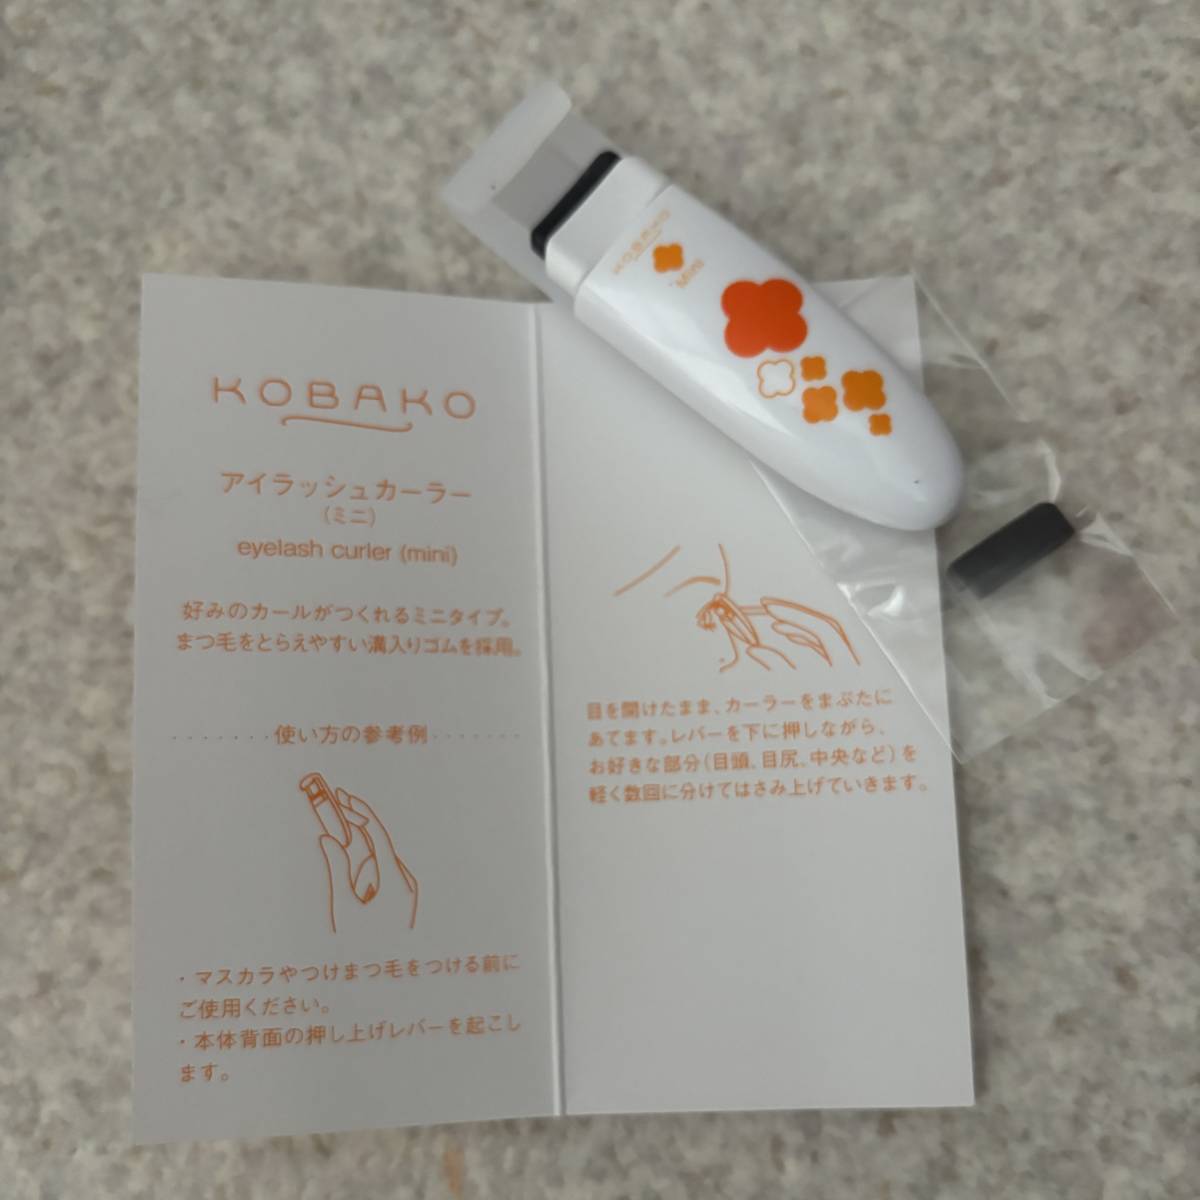 KOBAKO
Mini
KOBAKO
アイラッシュカーラー
(ミニ)
eyelash curler (mini)
好みのカールがつくれるミニタイプ。
まつ毛をとらえやすい溝入りゴムを採用。
使い方の参考例
・マスカラやつけまつ毛をつける前に
ご使用ください。
・本体背面の押し上げレバーを起こし
ます。
目を開けたまま、カーラーをまぶたに
あてます。レバーを下に押しながら、
お好きな部分(目頭、目尻、中央など)を
軽く数回に分けてはさみ上げていきます。